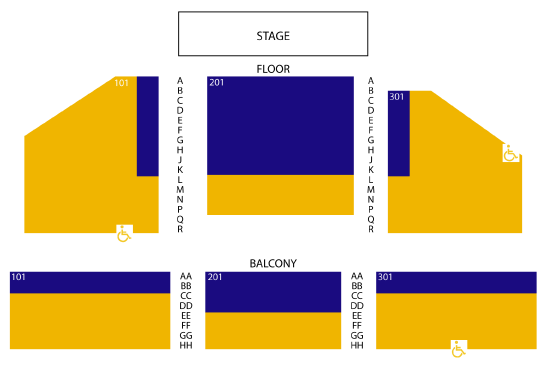 STAGE
FLOOR
101
201
301
A A
B B
C C
D D
E E
F F
G G
H H
J J
K K
L L
M M
N N
P P
Q Q
R R
BALCONY
101
201
301
AA AA
BB BB
CC CC
DD DD
EE EE
FF FF
GG GG
HH HH